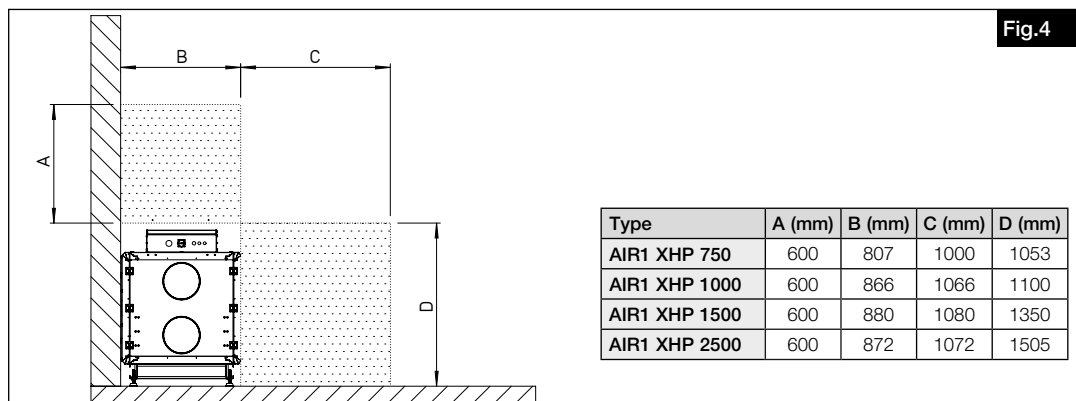 Fig.4
B
C
A
D
Type A (mm) B (mm) C (mm) D (mm)
AIR1 XHP 750 600 807 1000 1053
AIR1 XHP 1000 600 866 1066 1100
AIR1 XHP 1500 600 880 1080 1350
AIR1 XHP 2500 600 872 1072 1505